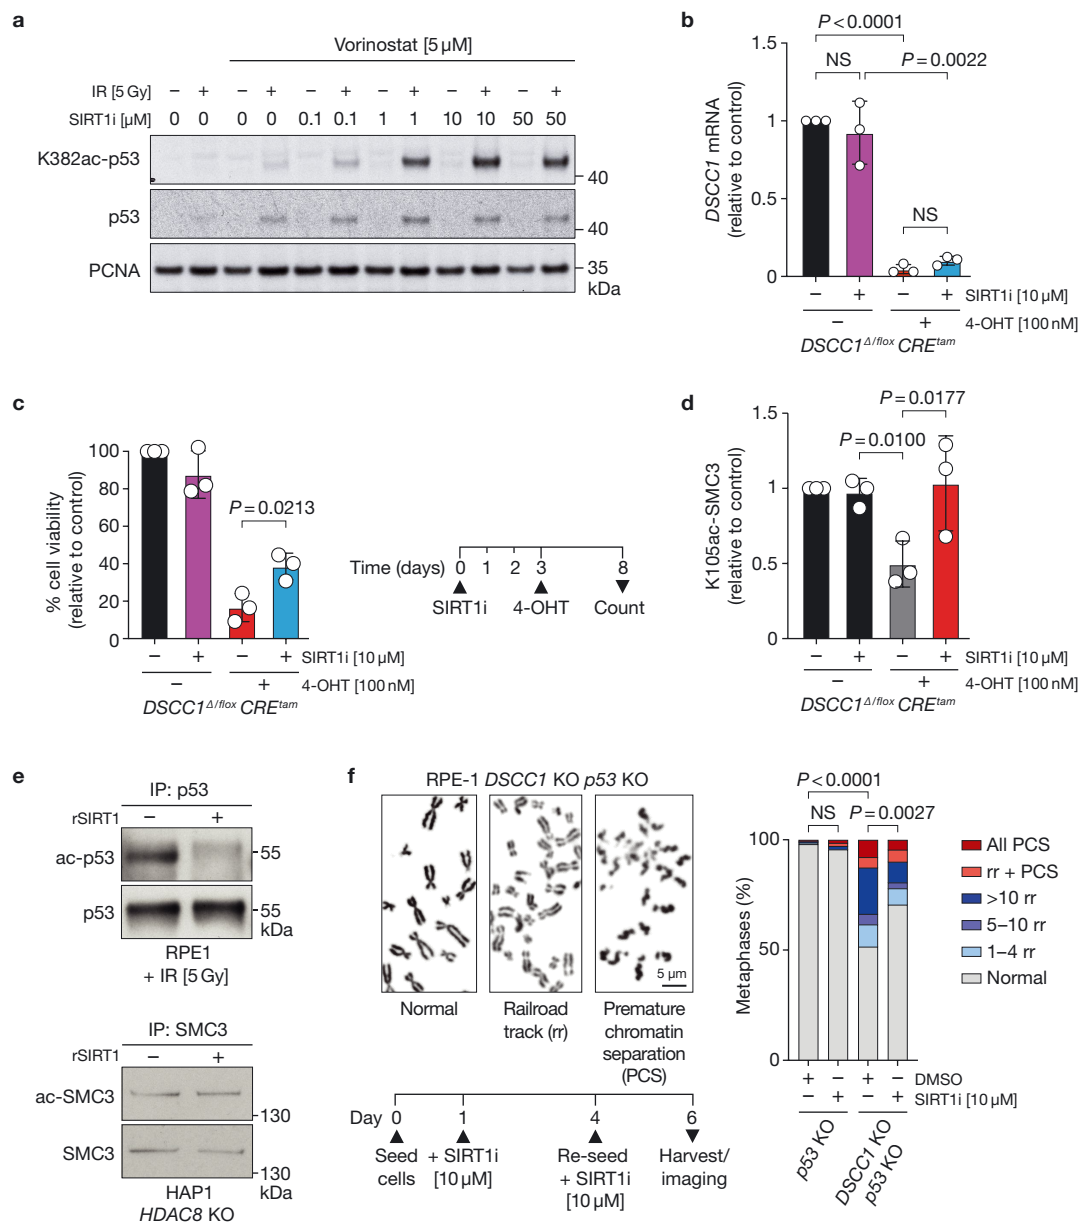 a
Vorinostat [5 µM]
IR [5 Gy] – + – + – + – + – + – +
SIRT1i [µM] 0 0 0 0 0.1 0.1 1 1 10 10 50 50
K382ac-p53
40
p53
40
PCNA
35
kDa
b
P < 0.0001
NS
P = 0.0022
NS
DSCC1 mRNA
(relative to control)
1.5
1
0.5
0
– + – + SIRT1i [10 µM]
– + 4-OHT [100 nM]
DSCC1Δ/flox CREtam
c
% cell viability
(relative to control)
100
80
60
40
20
0
P = 0.0213
– + – + SIRT1i [10 µM]
– + 4-OHT [100 nM]
DSCC1Δ/flox CREtam
Time (days) 0 1 2 3 8
SIRT1i 4-OHT Count
d
P = 0.0177
P = 0.0100
K105ac-SMC3
(relative to control)
1.5
1
0.5
0
– + – + SIRT1i [10 µM]
– + 4-OHT [100 nM]
DSCC1Δ/flox CREtam
e
IP: p53
rSIRT1 – +
ac-p53
55
p53
55
kDa
RPE1
+ IR [5 Gy]
IP: SMC3
rSIRT1 – +
ac-SMC3
130
SMC3
130
kDa
HAP1
HDAC8 KO
f
RPE-1 DSCC1 KO p53 KO
5 µm
Normal
Railroad
track (rr)
Premature
chromatin
separation
(PCS)
Day 0 1 4 6
Seed
cells
+ SIRT1i
[10 µM]
Re-seed
+ SIRT1i
[10 µM]
Harvest/
imaging
P < 0.0001
NS
P = 0.0027
Metaphases (%)
100
50
0
All PCS
rr + PCS
>10 rr
5–10 rr
1–4 rr
Normal
+ – + – DMSO
– + – + SIRT1i [10 µM]
p53 KO
DSCC1 KO
p53 KO